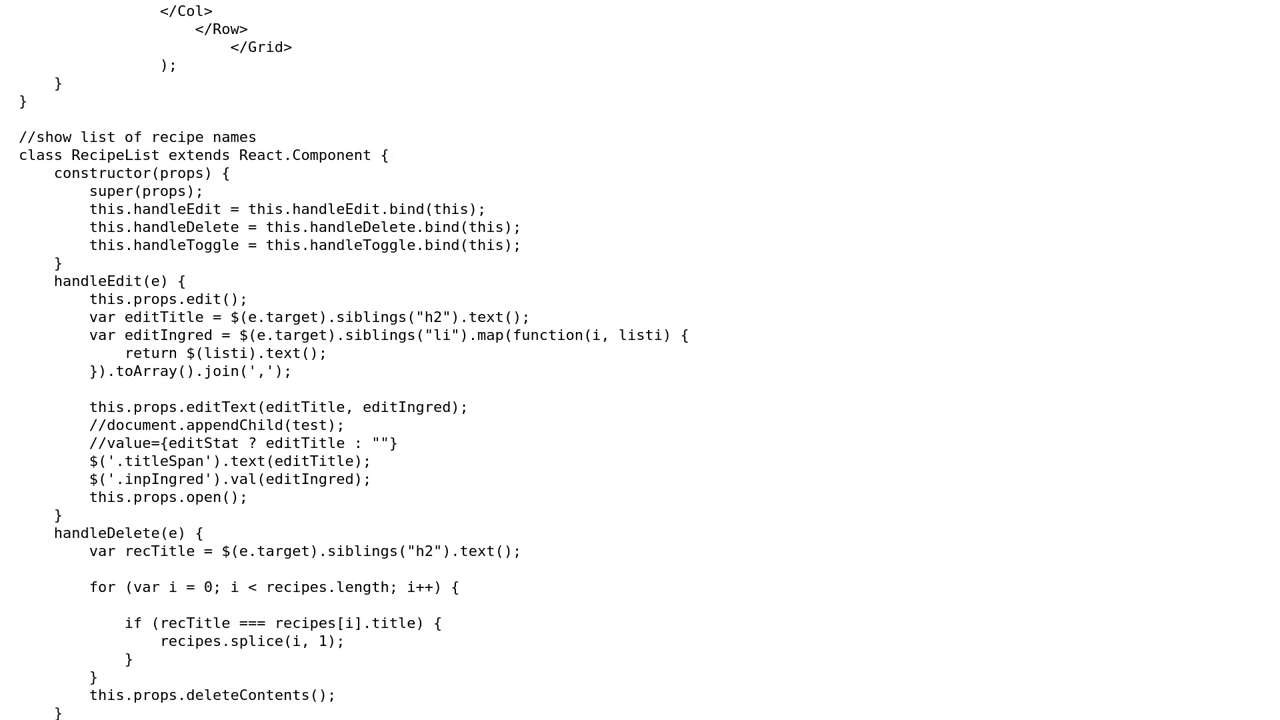 </Col>
                    </Row>
                        </Grid>
                );
    }
}

//show list of recipe names
class RecipeList extends React.Component {
    constructor(props) {
        super(props);
        this.handleEdit = this.handleEdit.bind(this);
        this.handleDelete = this.handleDelete.bind(this);
        this.handleToggle = this.handleToggle.bind(this);
    }
    handleEdit(e) {
        this.props.edit();
        var editTitle = $(e.target).siblings("h2").text();
        var editIngred = $(e.target).siblings("li").map(function(i, listi) {
            return $(listi).text();
        }).toArray().join(',');

        this.props.editText(editTitle, editIngred);
        //document.appendChild(test);
        //value={editStat ? editTitle : ""}
        $('.titleSpan').text(editTitle);
        $('.inpIngred').val(editIngred);
        this.props.open();
    }
    handleDelete(e) {
        var recTitle = $(e.target).siblings("h2").text();

        for (var i = 0; i < recipes.length; i++) {

            if (recTitle === recipes[i].title) {
                recipes.splice(i, 1);
            }
        }
        this.props.deleteContents();
    }